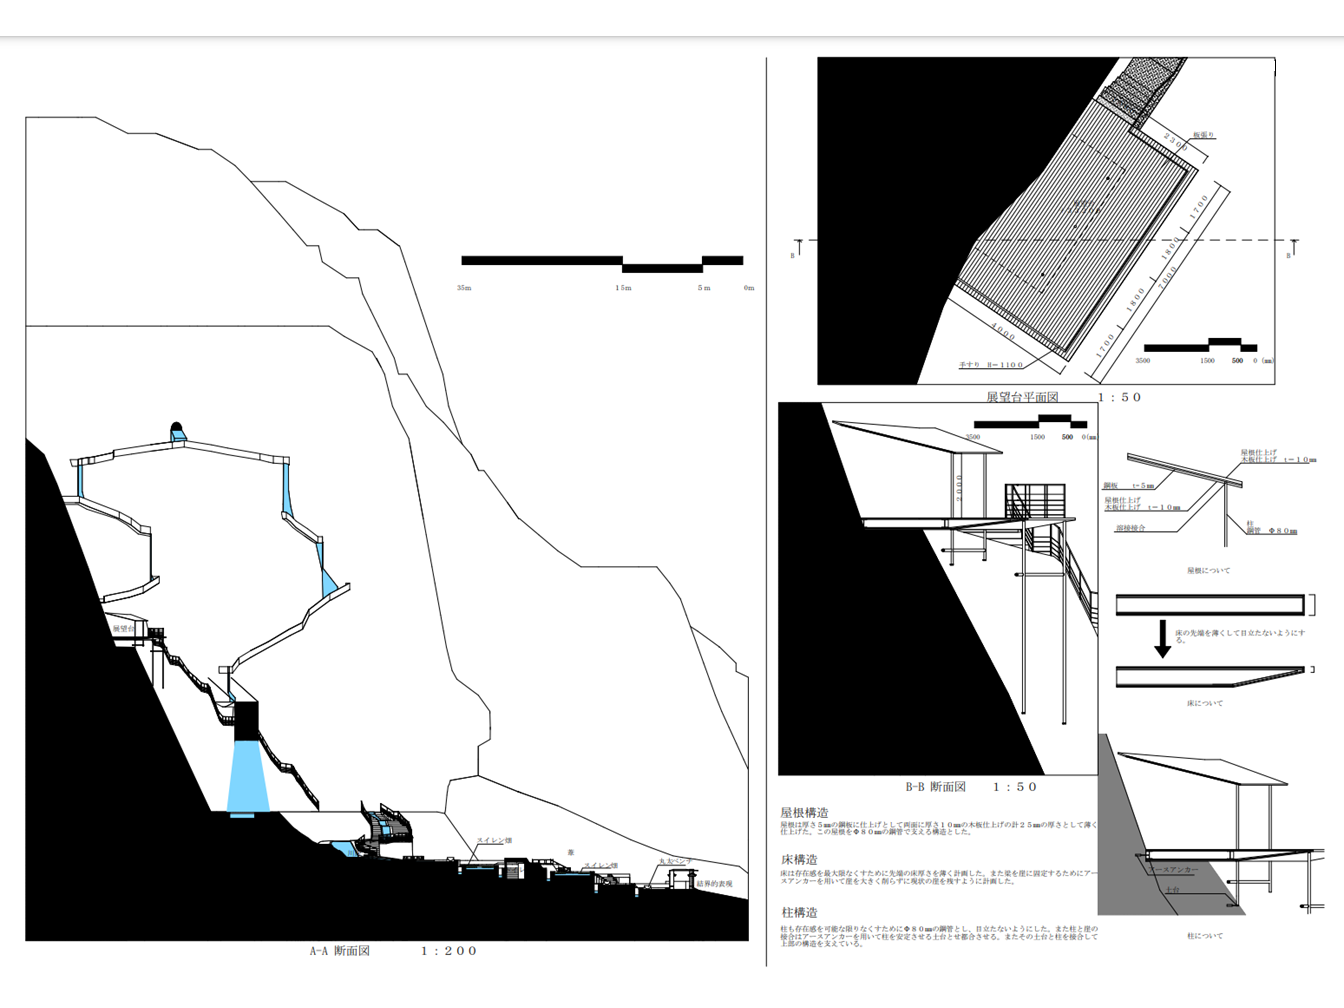 35m 15m 5m 0m
展望台
スイレン畑
藻
スイレン畑
丸太ベンチ
結界的表現
A-A 断面図 1：200
板張り
2300
展望台
1700
1800
7000
1800
1700
4000
手すり H＝1100
B
B
3500 1500 500 0 (mm)
展望台平面図 1：50
3500 1500 500 0(mm)
2000
B-B 断面図 1：50
屋根仕上げ
木板仕上げ t＝10㎜
鋼板 t=5㎜
屋根仕上げ
木板仕上げ t＝10㎜
溶接接合
柱
鋼管 Φ80㎜
屋根について
床の先端を薄くして目立たないようにす
る。
床について
アースアンカー
土台
柱について
屋根構造
屋根は厚さ5㎜の鋼板に仕上げとして両面に厚さ10㎜の木板仕上げの計25㎜の厚さとして薄く
仕上げた。この屋根をΦ80㎜の鋼管で支える構造とした。
床構造
床は存在感を最大限なくすために先端の床厚さを薄く計画した。また梁を崖に固定するためにアー
スアンカーを用いて崖を大きく削らずに現状の崖を残すように計画した。
柱構造
柱も存在感を可能な限りなくすためにΦ80㎜の鋼管とし、目立たないようにした。また柱と崖の
接合はアースアンカーを用いて柱を安定させる土台とせ都合させる。またその土台と柱を接合して
上部の構造を支えている。